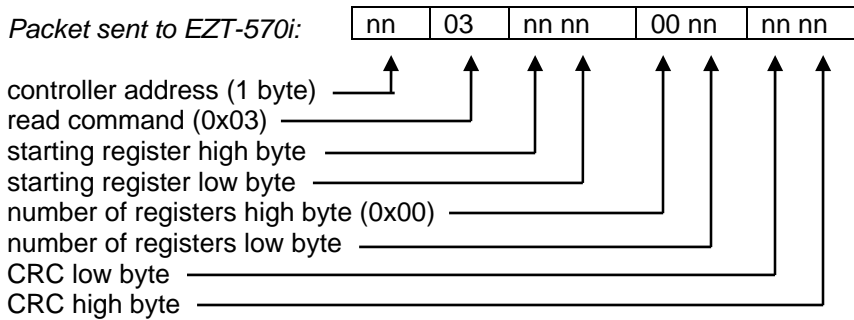 Packet sent to EZT-570i: nn 03 nn nn 00 nn nn nn
controller address (1 byte)
read command (0x03)
starting register high byte
starting register low byte
number of registers high byte (0x00)
number of registers low byte
CRC low byte
CRC high byte